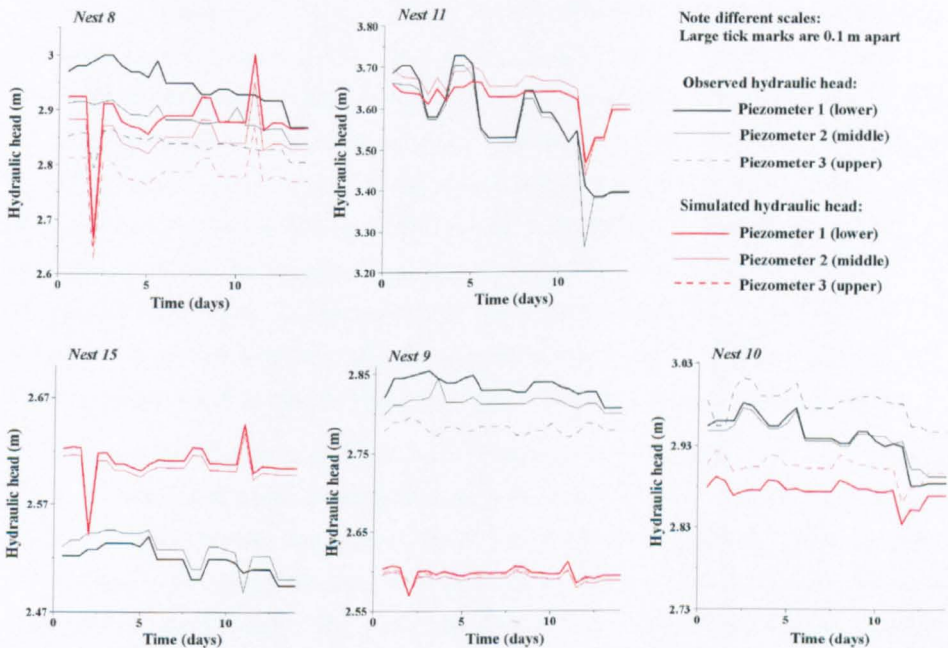 Nest 8
3
2.9
2.8
2.7
2.6
Hydraulic head (m)
0
5
10
Time (days)
Nest 11
3.80
3.70
3.60
3.50
3.40
3.30
3.20
Hydraulic head (m)
0
5
10
Time (days)
Note different scales:
Large tick marks are 0.1 m apart
Observed hydraulic head:
Piezometer 1 (lower)
Piezometer 2 (middle)
Piezometer 3 (upper)
Simulated hydraulic head:
Piezometer 1 (lower)
Piezometer 2 (middle)
Piezometer 3 (upper)
Nest 15
2.67
2.57
2.47
Hydraulic head (m)
0
5
10
Time (days)
Nest 9
2.85
2.75
2.65
2.55
Hydraulic head (m)
0
5
10
Time (days)
Nest 10
3.03
2.93
2.83
2.73
Hydraulic head (m)
0
5
10
Time (days)